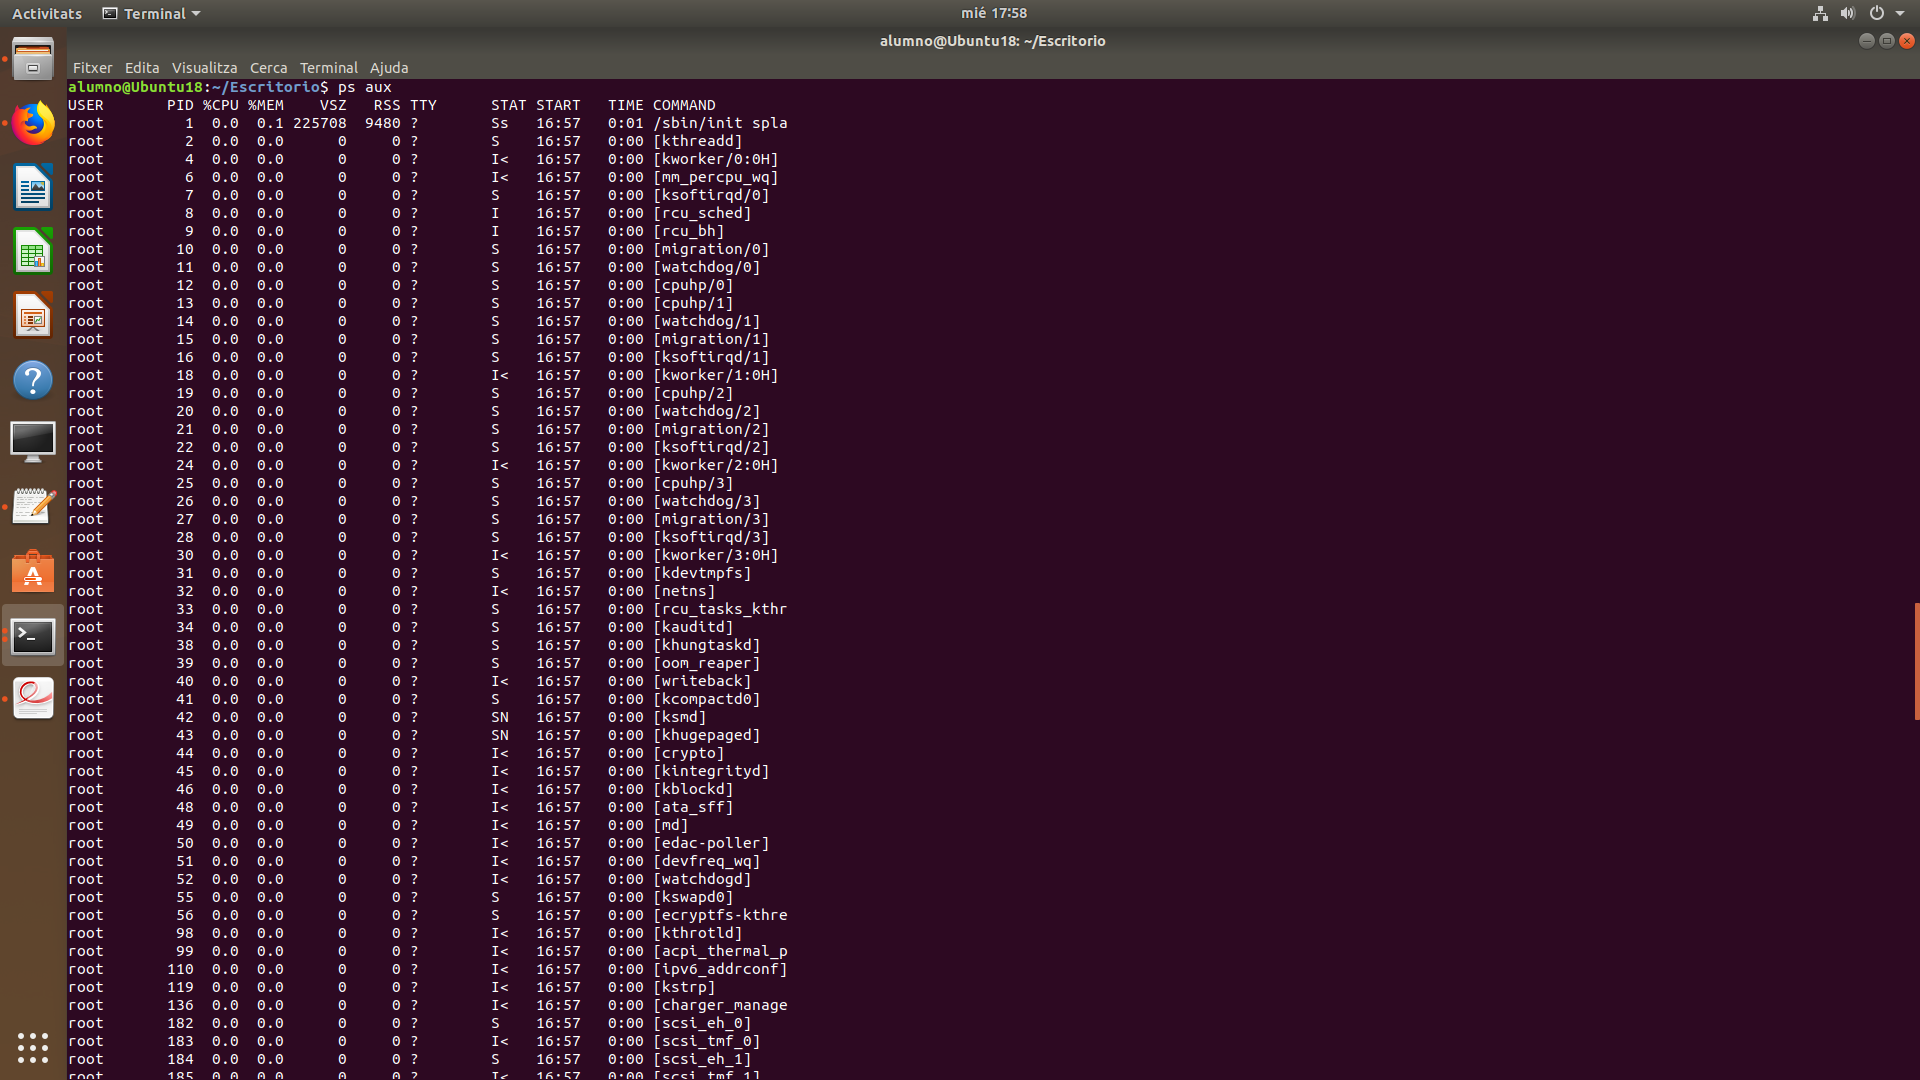 Activitats Terminal mié 17:58
alumno@Ubuntu18: ~/Escritorio
Fitxer Edita Visualitza Cerca Terminal Ajuda
alumno@Ubuntu18:~/Escritorio$ ps aux
USER PID %CPU %MEM VSZ RSS TTY STAT START TIME COMMAND
root 1 0.0 0.1 225708 9480 ? Ss 16:57 0:01 /sbin/init spla
root 2 0.0 0.0 0 0 ? S 16:57 0:00 [kthreadd]
root 4 0.0 0.0 0 0 ? I< 16:57 0:00 [kworker/0:0H]
root 6 0.0 0.0 0 0 ? I< 16:57 0:00 [mm_percpu_wq]
root 7 0.0 0.0 0 0 ? S 16:57 0:00 [ksoftirqd/0]
root 8 0.0 0.0 0 0 ? I 16:57 0:00 [rcu_sched]
root 9 0.0 0.0 0 0 ? I 16:57 0:00 [rcu_bh]
root 10 0.0 0.0 0 0 ? S 16:57 0:00 [migration/0]
root 11 0.0 0.0 0 0 ? S 16:57 0:00 [watchdog/0]
root 12 0.0 0.0 0 0 ? S 16:57 0:00 [cpuhp/0]
root 13 0.0 0.0 0 0 ? S 16:57 0:00 [cpuhp/1]
root 14 0.0 0.0 0 0 ? S 16:57 0:00 [watchdog/1]
root 15 0.0 0.0 0 0 ? S 16:57 0:00 [migration/1]
root 16 0.0 0.0 0 0 ? S 16:57 0:00 [ksoftirqd/1]
root 18 0.0 0.0 0 0 ? I< 16:57 0:00 [kworker/1:0H]
root 19 0.0 0.0 0 0 ? S 16:57 0:00 [cpuhp/2]
root 20 0.0 0.0 0 0 ? S 16:57 0:00 [watchdog/2]
root 21 0.0 0.0 0 0 ? S 16:57 0:00 [migration/2]
root 22 0.0 0.0 0 0 ? S 16:57 0:00 [ksoftirqd/2]
root 24 0.0 0.0 0 0 ? I< 16:57 0:00 [kworker/2:0H]
root 25 0.0 0.0 0 0 ? S 16:57 0:00 [cpuhp/3]
root 26 0.0 0.0 0 0 ? S 16:57 0:00 [watchdog/3]
root 27 0.0 0.0 0 0 ? S 16:57 0:00 [migration/3]
root 28 0.0 0.0 0 0 ? S 16:57 0:00 [ksoftirqd/3]
root 30 0.0 0.0 0 0 ? I< 16:57 0:00 [kworker/3:0H]
root 31 0.0 0.0 0 0 ? S 16:57 0:00 [kdevtmpfs]
root 32 0.0 0.0 0 0 ? I< 16:57 0:00 [netns]
root 33 0.0 0.0 0 0 ? S 16:57 0:00 [rcu_tasks_kthr
root 34 0.0 0.0 0 0 ? S 16:57 0:00 [kauditd]
root 38 0.0 0.0 0 0 ? S 16:57 0:00 [khungtaskd]
root 39 0.0 0.0 0 0 ? S 16:57 0:00 [oom_reaper]
root 40 0.0 0.0 0 0 ? I< 16:57 0:00 [writeback]
root 41 0.0 0.0 0 0 ? S 16:57 0:00 [kcompactd0]
root 42 0.0 0.0 0 0 ? SN 16:57 0:00 [ksmd]
root 43 0.0 0.0 0 0 ? SN 16:57 0:00 [khugepaged]
root 44 0.0 0.0 0 0 ? I< 16:57 0:00 [crypto]
root 45 0.0 0.0 0 0 ? I< 16:57 0:00 [kintegrityd]
root 46 0.0 0.0 0 0 ? I< 16:57 0:00 [kblockd]
root 48 0.0 0.0 0 0 ? I< 16:57 0:00 [ata_sff]
root 49 0.0 0.0 0 0 ? I< 16:57 0:00 [md]
root 50 0.0 0.0 0 0 ? I< 16:57 0:00 [edac-poller]
root 51 0.0 0.0 0 0 ? I< 16:57 0:00 [devfreq_wq]
root 52 0.0 0.0 0 0 ? I< 16:57 0:00 [watchdogd]
root 55 0.0 0.0 0 0 ? S 16:57 0:00 [kswapd0]
root 56 0.0 0.0 0 0 ? S 16:57 0:00 [ecryptfs-kthre
root 98 0.0 0.0 0 0 ? I< 16:57 0:00 [kthrotld]
root 99 0.0 0.0 0 0 ? I< 16:57 0:00 [acpi_thermal_p
root 110 0.0 0.0 0 0 ? I< 16:57 0:00 [ipv6_addrconf]
root 119 0.0 0.0 0 0 ? I< 16:57 0:00 [kstrp]
root 136 0.0 0.0 0 0 ? I< 16:57 0:00 [charger_manage
root 182 0.0 0.0 0 0 ? S 16:57 0:00 [scsi_eh_0]
root 183 0.0 0.0 0 0 ? I< 16:57 0:00 [scsi_tmf_0]
root 184 0.0 0.0 0 0 ? S 16:57 0:00 [scsi_eh_1]
root 185 0.0 0.0 0 0 ? I< 16:57 0:00 [scsi_tmf_1]